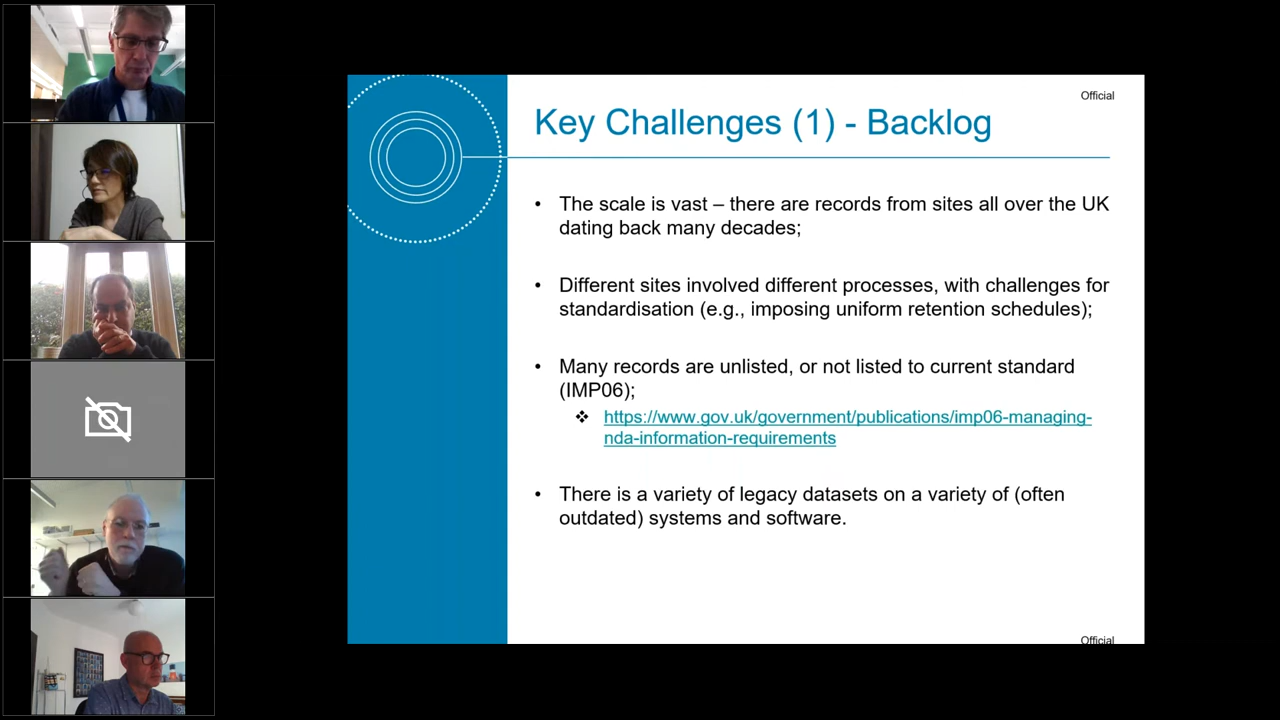 Official
Key Challenges (1) - Backlog
• The scale is vast – there are records from sites all over the UK
dating back many decades;
• Different sites involved different processes, with challenges for
standardisation (e.g., imposing uniform retention schedules);
• Many records are unlisted, or not listed to current standard
(IMP06);
❖ https://www.gov.uk/government/publications/imp06-managing-
nda-information-requirements
• There is a variety of legacy datasets on a variety of (often
outdated) systems and software.
Official